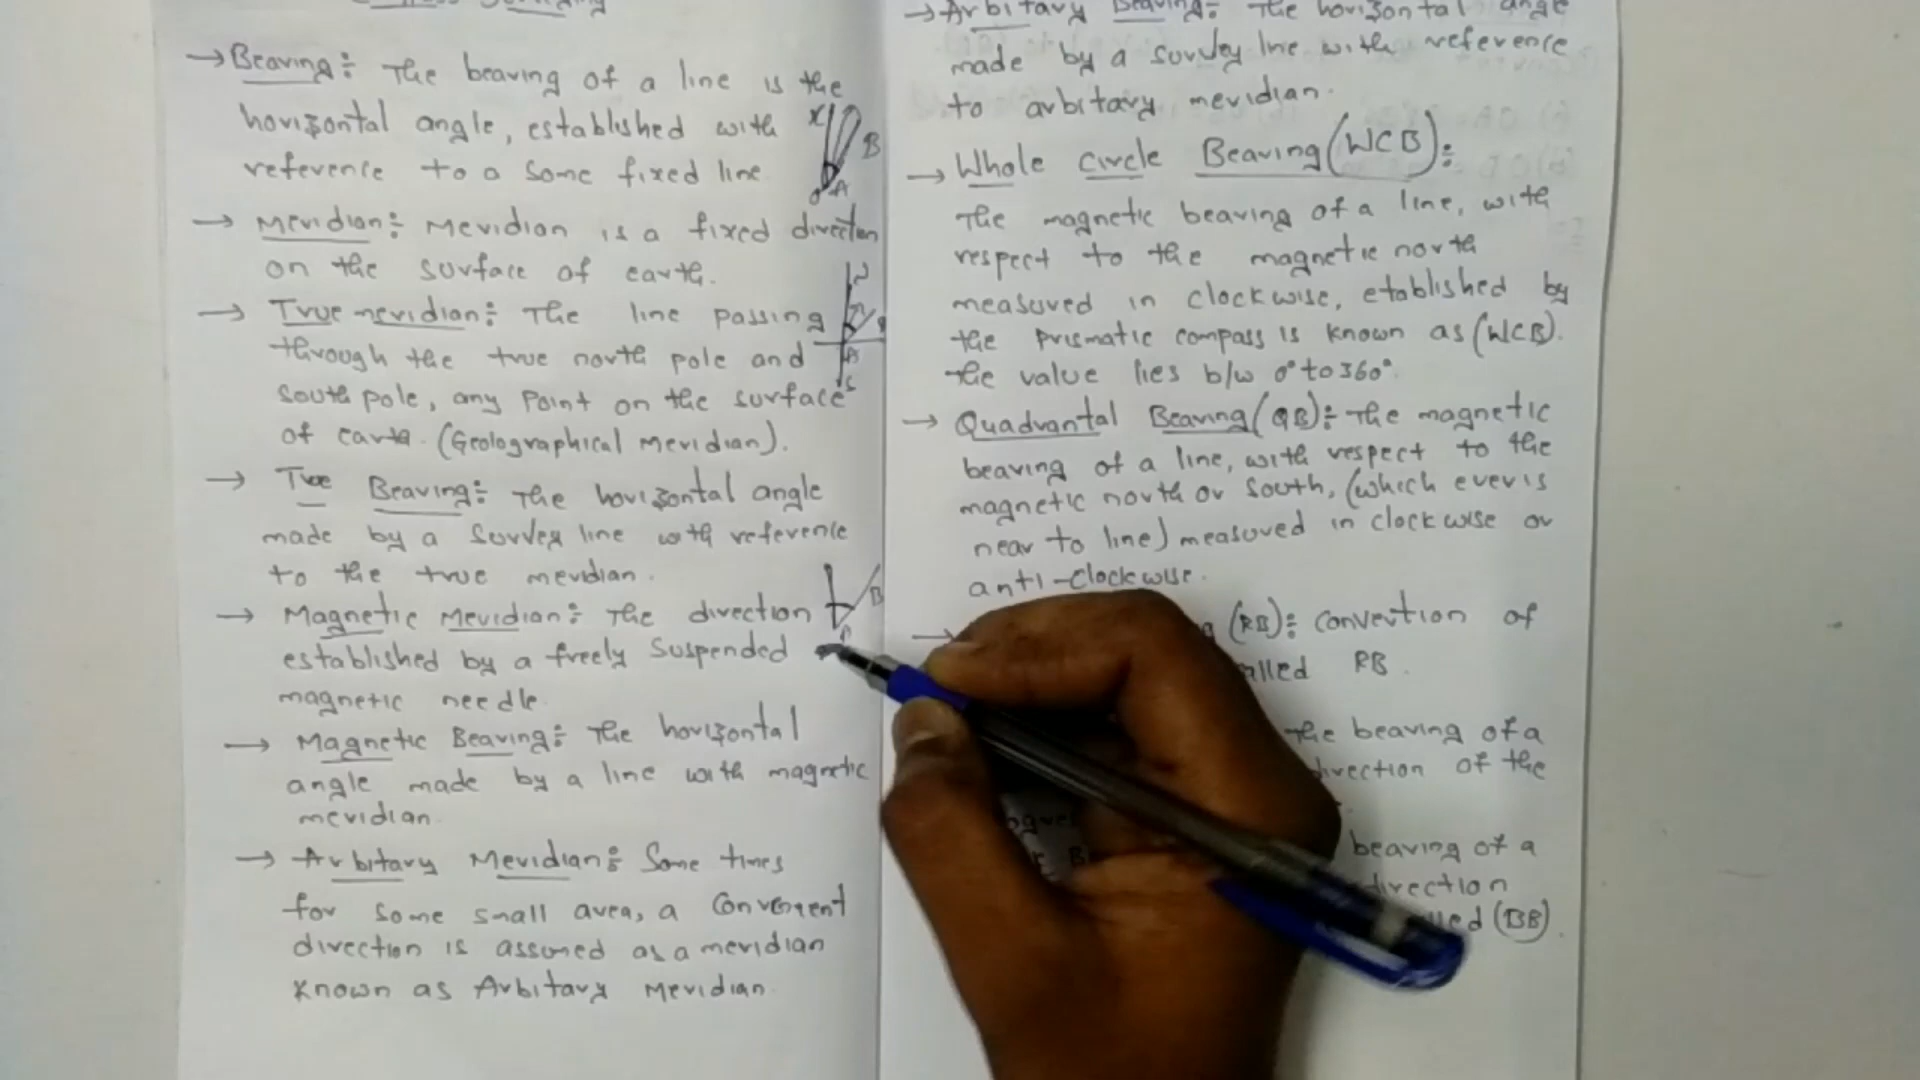 → Bearing:- The bearing of a line is the
horizontal angle, established with
reference to a some fixed line
→ Meridian:- Meridian is a fixed direction
on the surface of earth.
→ True meridian:- The line passing
through the true north pole and
south pole, any point on the surface
of earth. (Geolographical Meridian).
→ True Bearing:- The horizontal angle
made by a survey line with reference
to the true meridian.
→ Magnetic Meridian:- The direction
established by a freely suspended
magnetic needle.
→ Magnetic Bearing:- The horizontal
angle made by a line with magnetic
meridian.
→ Arbitary Meridian:- Some times
for some small area, a convenent
direction is assumed as a meridian
known as Arbitary Meridian.
X
B
A
N
B
A
S
B
A
→ Arbitary Bearing:- The horizontal angle
made by a survey line with reference
to arbitary meridian.
→ Whole circle Bearing (WCB):-
The magnetic bearing of a line, with
respect to the magnetic north
measured in clockwise, etablished by
the prismatic compass is known as (WCB).
The value lies b/w 0° to 360°.
→ Quadrantal Bearing (QB):- The magnetic
bearing of a line, with respect to the
magnetic north or south, (which ever is
near to line) measured in clockwise or
anti-clockwise.
→ (RB):- convertion of
RB.
the bearing of a
direction of the
bearing of a
direction
(BB).